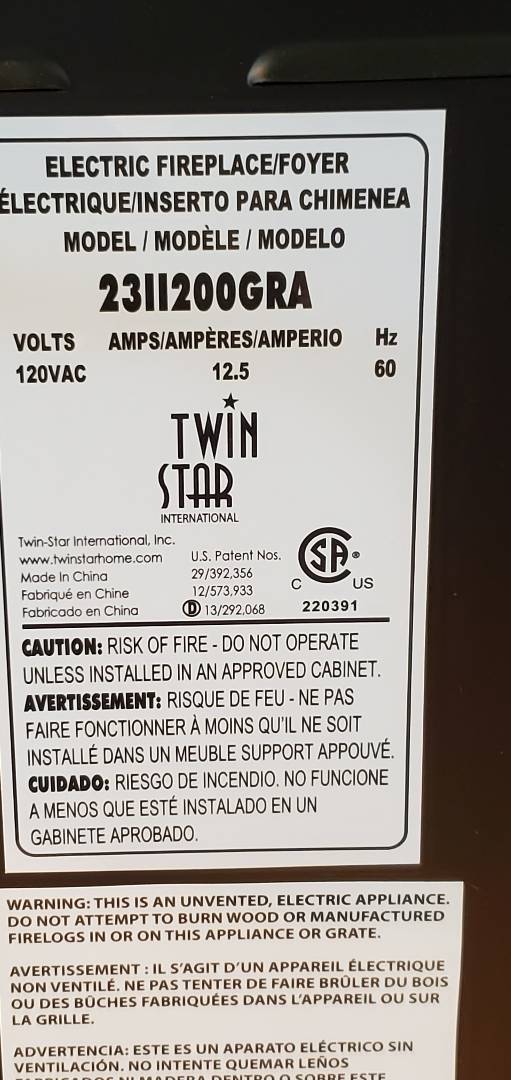 ELECTRIC FIREPLACE/FOYER
ÉLECTRIQUE/INSERTO PARA CHIMENEA
MODEL / MODÈLE / MODELO
23II200GRA
VOLTS AMPS/AMPÈRES/AMPERIO Hz
120VAC 12.5 60
TWIN
STAR
INTERNATIONAL
Twin-Star International, Inc.
www.twinstarhome.com
Made In China
Fabriqué en Chine
Fabricado en China
U.S. Patent Nos.
29/392,356
12/573,933
D 13/292,068
SA ®
C US
220391
CAUTION: RISK OF FIRE - DO NOT OPERATE
UNLESS INSTALLED IN AN APPROVED CABINET.
AVERTISSEMENT: RISQUE DE FEU - NE PAS
FAIRE FONCTIONNER À MOINS QU'IL NE SOIT
INSTALLÉ DANS UN MEUBLE SUPPORT APPOUVÉ.
CUIDADO: RIESGO DE INCENDIO. NO FUNCIONE
A MENOS QUE ESTÉ INSTALADO EN UN
GABINETE APROBADO.
WARNING: THIS IS AN UNVENTED, ELECTRIC APPLIANCE.
DO NOT ATTEMPT TO BURN WOOD OR MANUFACTURED
FIRELOGS IN OR ON THIS APPLIANCE OR GRATE.
AVERTISSEMENT : IL S'AGIT D'UN APPAREIL ÉLECTRIQUE
NON VENTILÉ. NE PAS TENTER DE FAIRE BRÛLER DU BOIS
OU DES BÛCHES FABRIQUÉES DANS L'APPAREIL OU SUR
LA GRILLE.
ADVERTENCIA: ESTE ES UN APARATO ELÉCTRICO SIN
VENTILACIÓN. NO INTENTE QUEMAR LEÑOS
FABRICADOS NI MADERA DENTRO O SOBRE ESTE